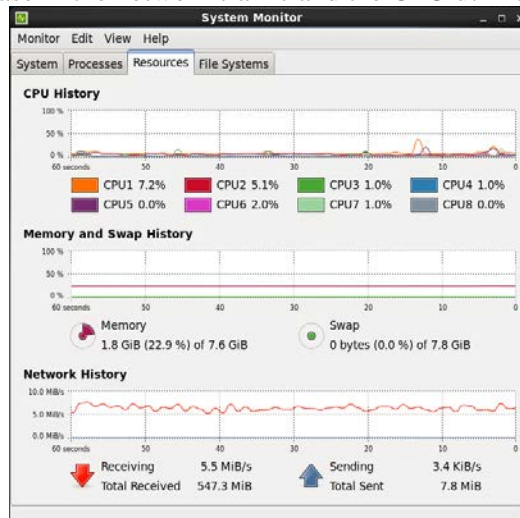 System Monitor
Monitor Edit View Help
System Processes Resources File Systems
CPU History
100 %
50 %
0 %
60 seconds 50 40 30 20 10 0
CPU1 7.2% CPU2 5.1% CPU3 1.0% CPU4 1.0%
CPU5 0.0% CPU6 2.0% CPU7 1.0% CPU8 0.0%
Memory and Swap History
100 %
50 %
0 %
60 seconds 50 40 30 20 10 0
Memory Swap
1.8 GiB (22.9 %) of 7.6 GiB 0 bytes (0.0 %) of 7.8 GiB
Network History
10.0 MiB/s
5.0 MiB/s
0.0 MiB/s
60 seconds 50 40 30 20 10 0
Receiving 5.5 MiB/s Sending 3.4 KiB/s
Total Received 547.3 MiB Total Sent 7.8 MiB